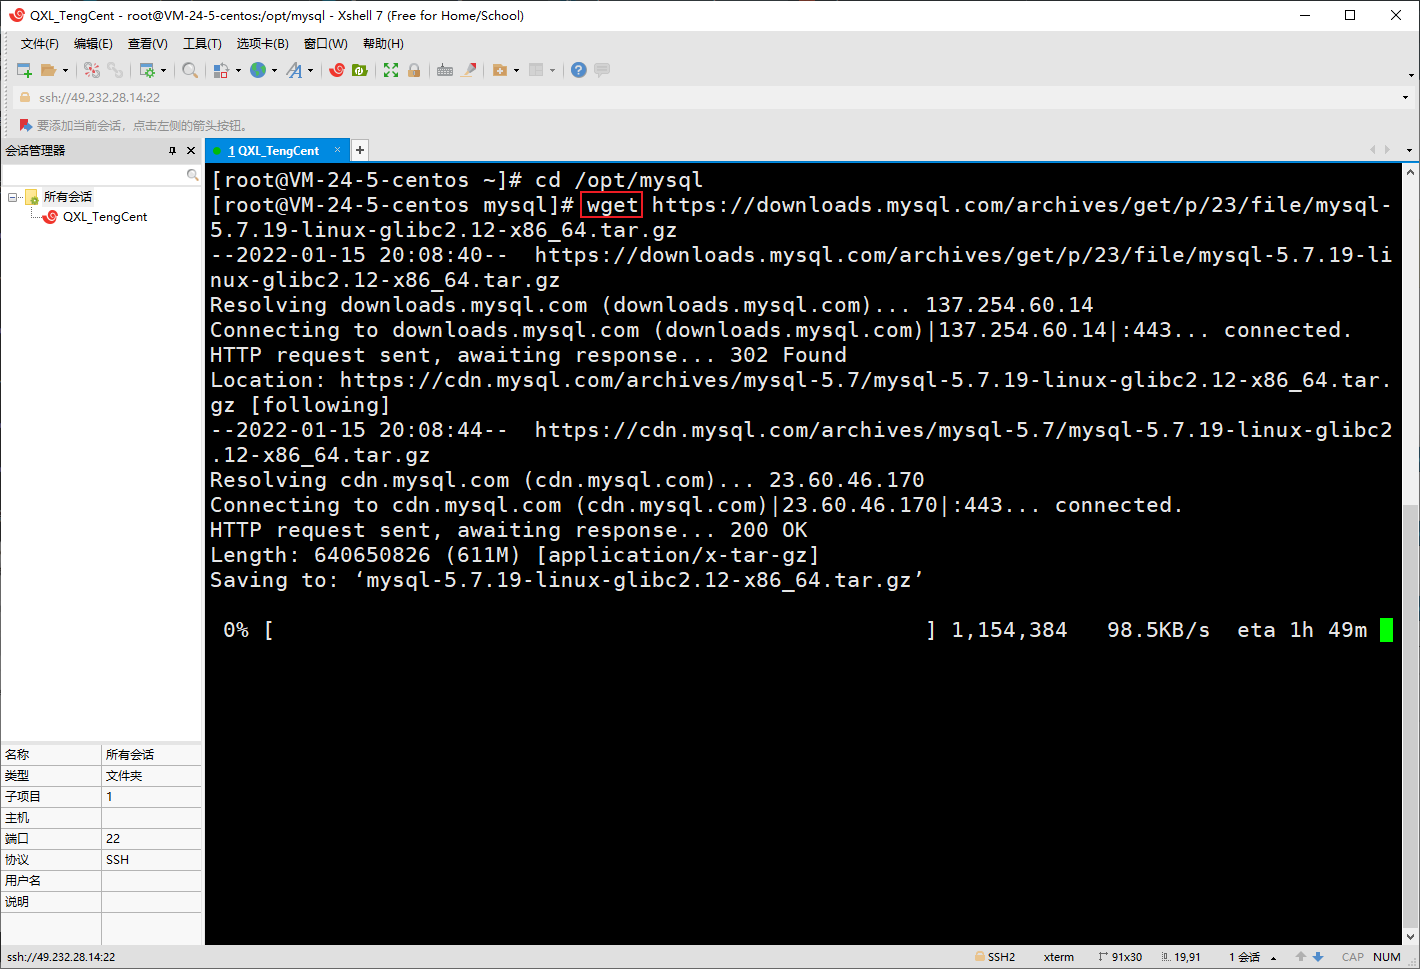 QXL_TengCent - root@VM-24-5-centos:/opt/mysql - Xshell 7 (Free for Home/School)
文件(F) 编辑(E) 查看(V) 工具(T) 选项卡(B) 窗口(W) 帮助(H)
ssh://49.232.28.14:22
要添加当前会话，点击左侧的箭头按钮。
会话管理器
1 QXL_TengCent
所有会话
QXL_TengCent
[root@VM-24-5-centos ~]# cd /opt/mysql
[root@VM-24-5-centos mysql]# wget https://downloads.mysql.com/archives/get/p/23/file/mysql-
5.7.19-linux-glibc2.12-x86_64.tar.gz
--2022-01-15 20:08:40--  https://downloads.mysql.com/archives/get/p/23/file/mysql-5.7.19-li
nux-glibc2.12-x86_64.tar.gz
Resolving downloads.mysql.com (downloads.mysql.com)... 137.254.60.14
Connecting to downloads.mysql.com (downloads.mysql.com)|137.254.60.14|:443... connected.
HTTP request sent, awaiting response... 302 Found
Location: https://cdn.mysql.com/archives/mysql-5.7/mysql-5.7.19-linux-glibc2.12-x86_64.tar.
gz [following]
--2022-01-15 20:08:44--  https://cdn.mysql.com/archives/mysql-5.7/mysql-5.7.19-linux-glibc2
.12-x86_64.tar.gz
Resolving cdn.mysql.com (cdn.mysql.com)... 23.60.46.170
Connecting to cdn.mysql.com (cdn.mysql.com)|23.60.46.170|:443... connected.
HTTP request sent, awaiting response... 200 OK
Length: 640650826 (611M) [application/x-tar-gz]
Saving to: ‘mysql-5.7.19-linux-glibc2.12-x86_64.tar.gz’
0% [ ] 1,154,384 98.5KB/s eta 1h 49m
名称 所有会话
类型 文件夹
子项目 1
主机
端口 22
协议 SSH
用户名
说明
ssh://49.232.28.14:22 SSH2 xterm 91x30 19,91 1 会话 CAP NUM